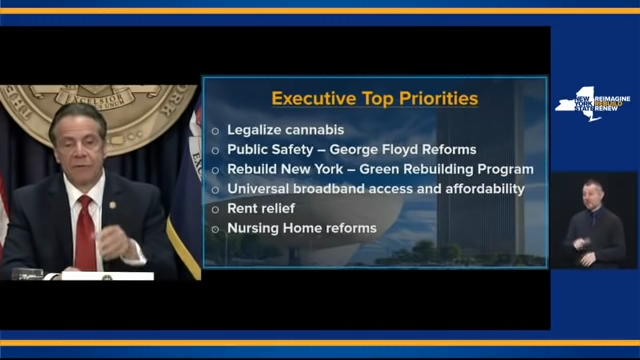 EXCELSIOR
Executive Top Priorities
Legalize cannabis
Public Safety – George Floyd Reforms
Rebuild New York – Green Rebuilding Program
Universal broadband access and affordability
Rent relief
Nursing Home reforms
NEW YORK STATE
REIMAGINE
REBUILD
RENEW